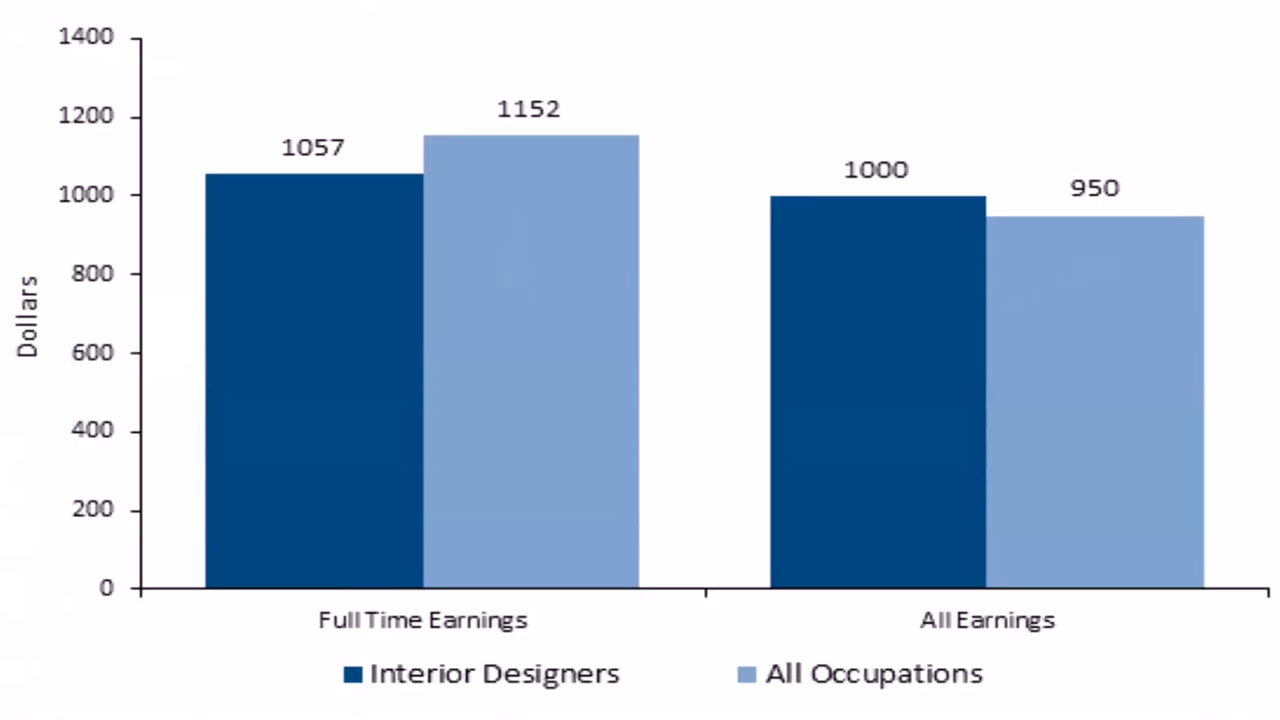 1400
1200
1000
800
600
400
200
0
Dollars
1057
1152
1000
950
Full Time Earnings
All Earnings
Interior Designers
All Occupations